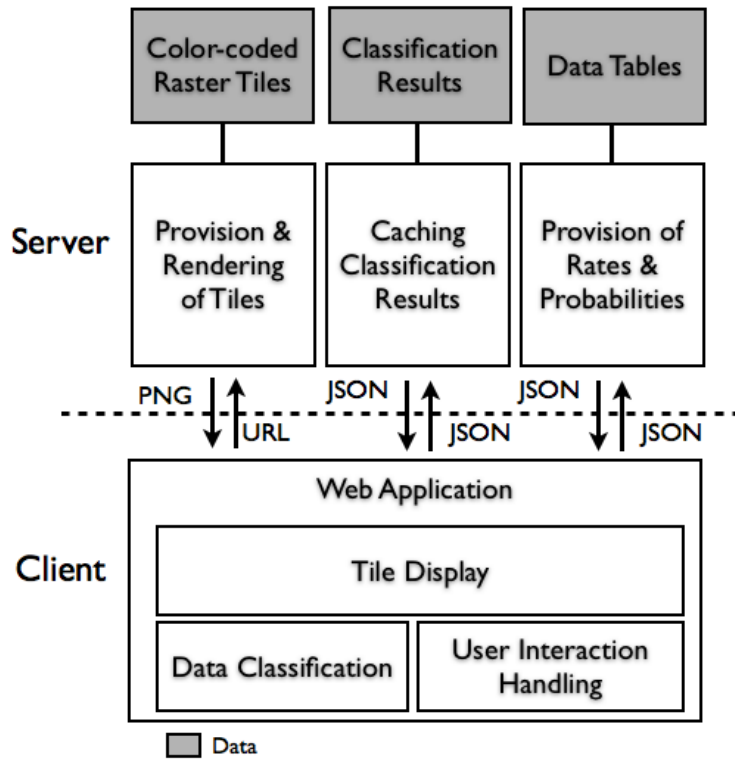 Color-coded
Raster Tiles
Classification
Results
Data Tables
Server
Provision &
Rendering
of Tiles
Caching
Classification
Results
Provision of
Rates &
Probabilities
PNG
URL
JSON
JSON
JSON
JSON
Web Application
Client
Tile Display
Data Classification
User Interaction
Handling
Data